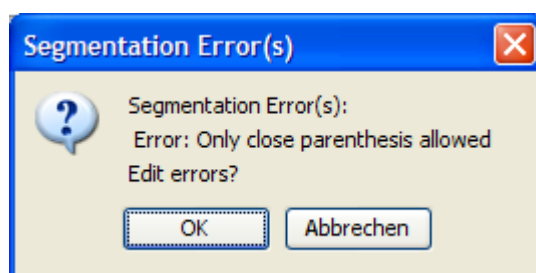 Segmentation Error(s)
Segmentation Error(s):
Error: Only close parenthesis allowed
Edit errors?
OK
Abbrechen